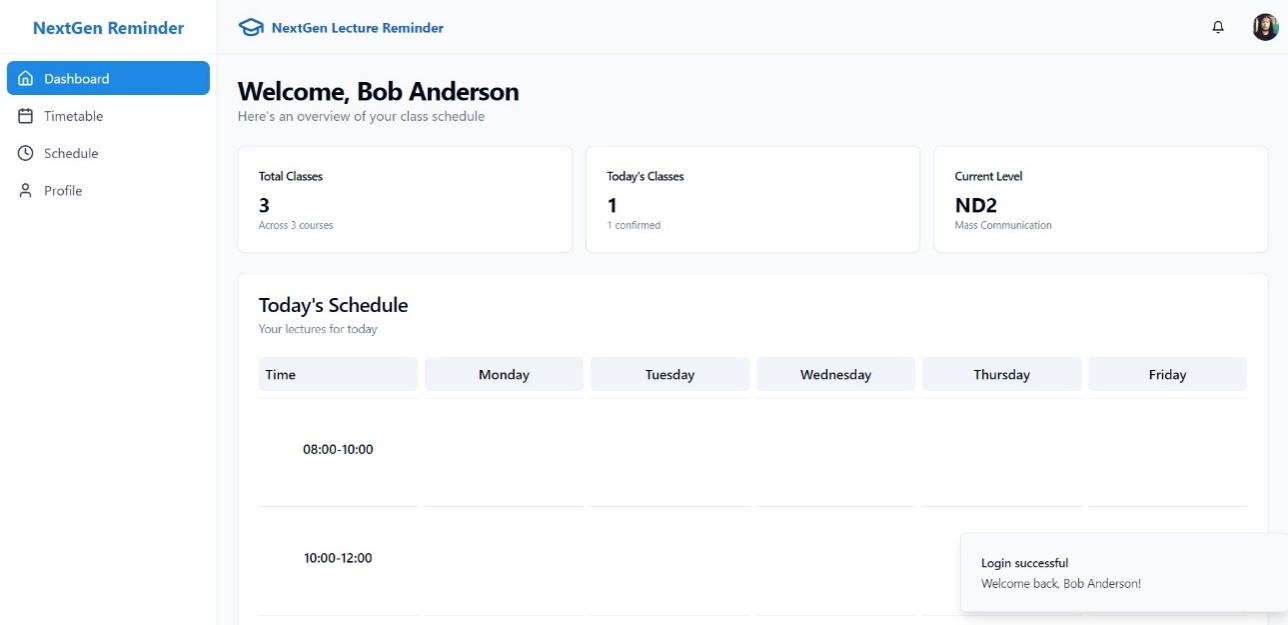 NextGen Reminder
NextGen Lecture Reminder
Dashboard
Timetable
Schedule
Profile
Welcome, Bob Anderson
Here's an overview of your class schedule
Total Classes
3
Across 3 courses
Today's Classes
1
1 confirmed
Current Level
ND2
Mass Communication
Today's Schedule
Your lectures for today
Time Monday Tuesday Wednesday Thursday Friday
08:00-10:00
10:00-12:00
Login successful
Welcome back, Bob Anderson!